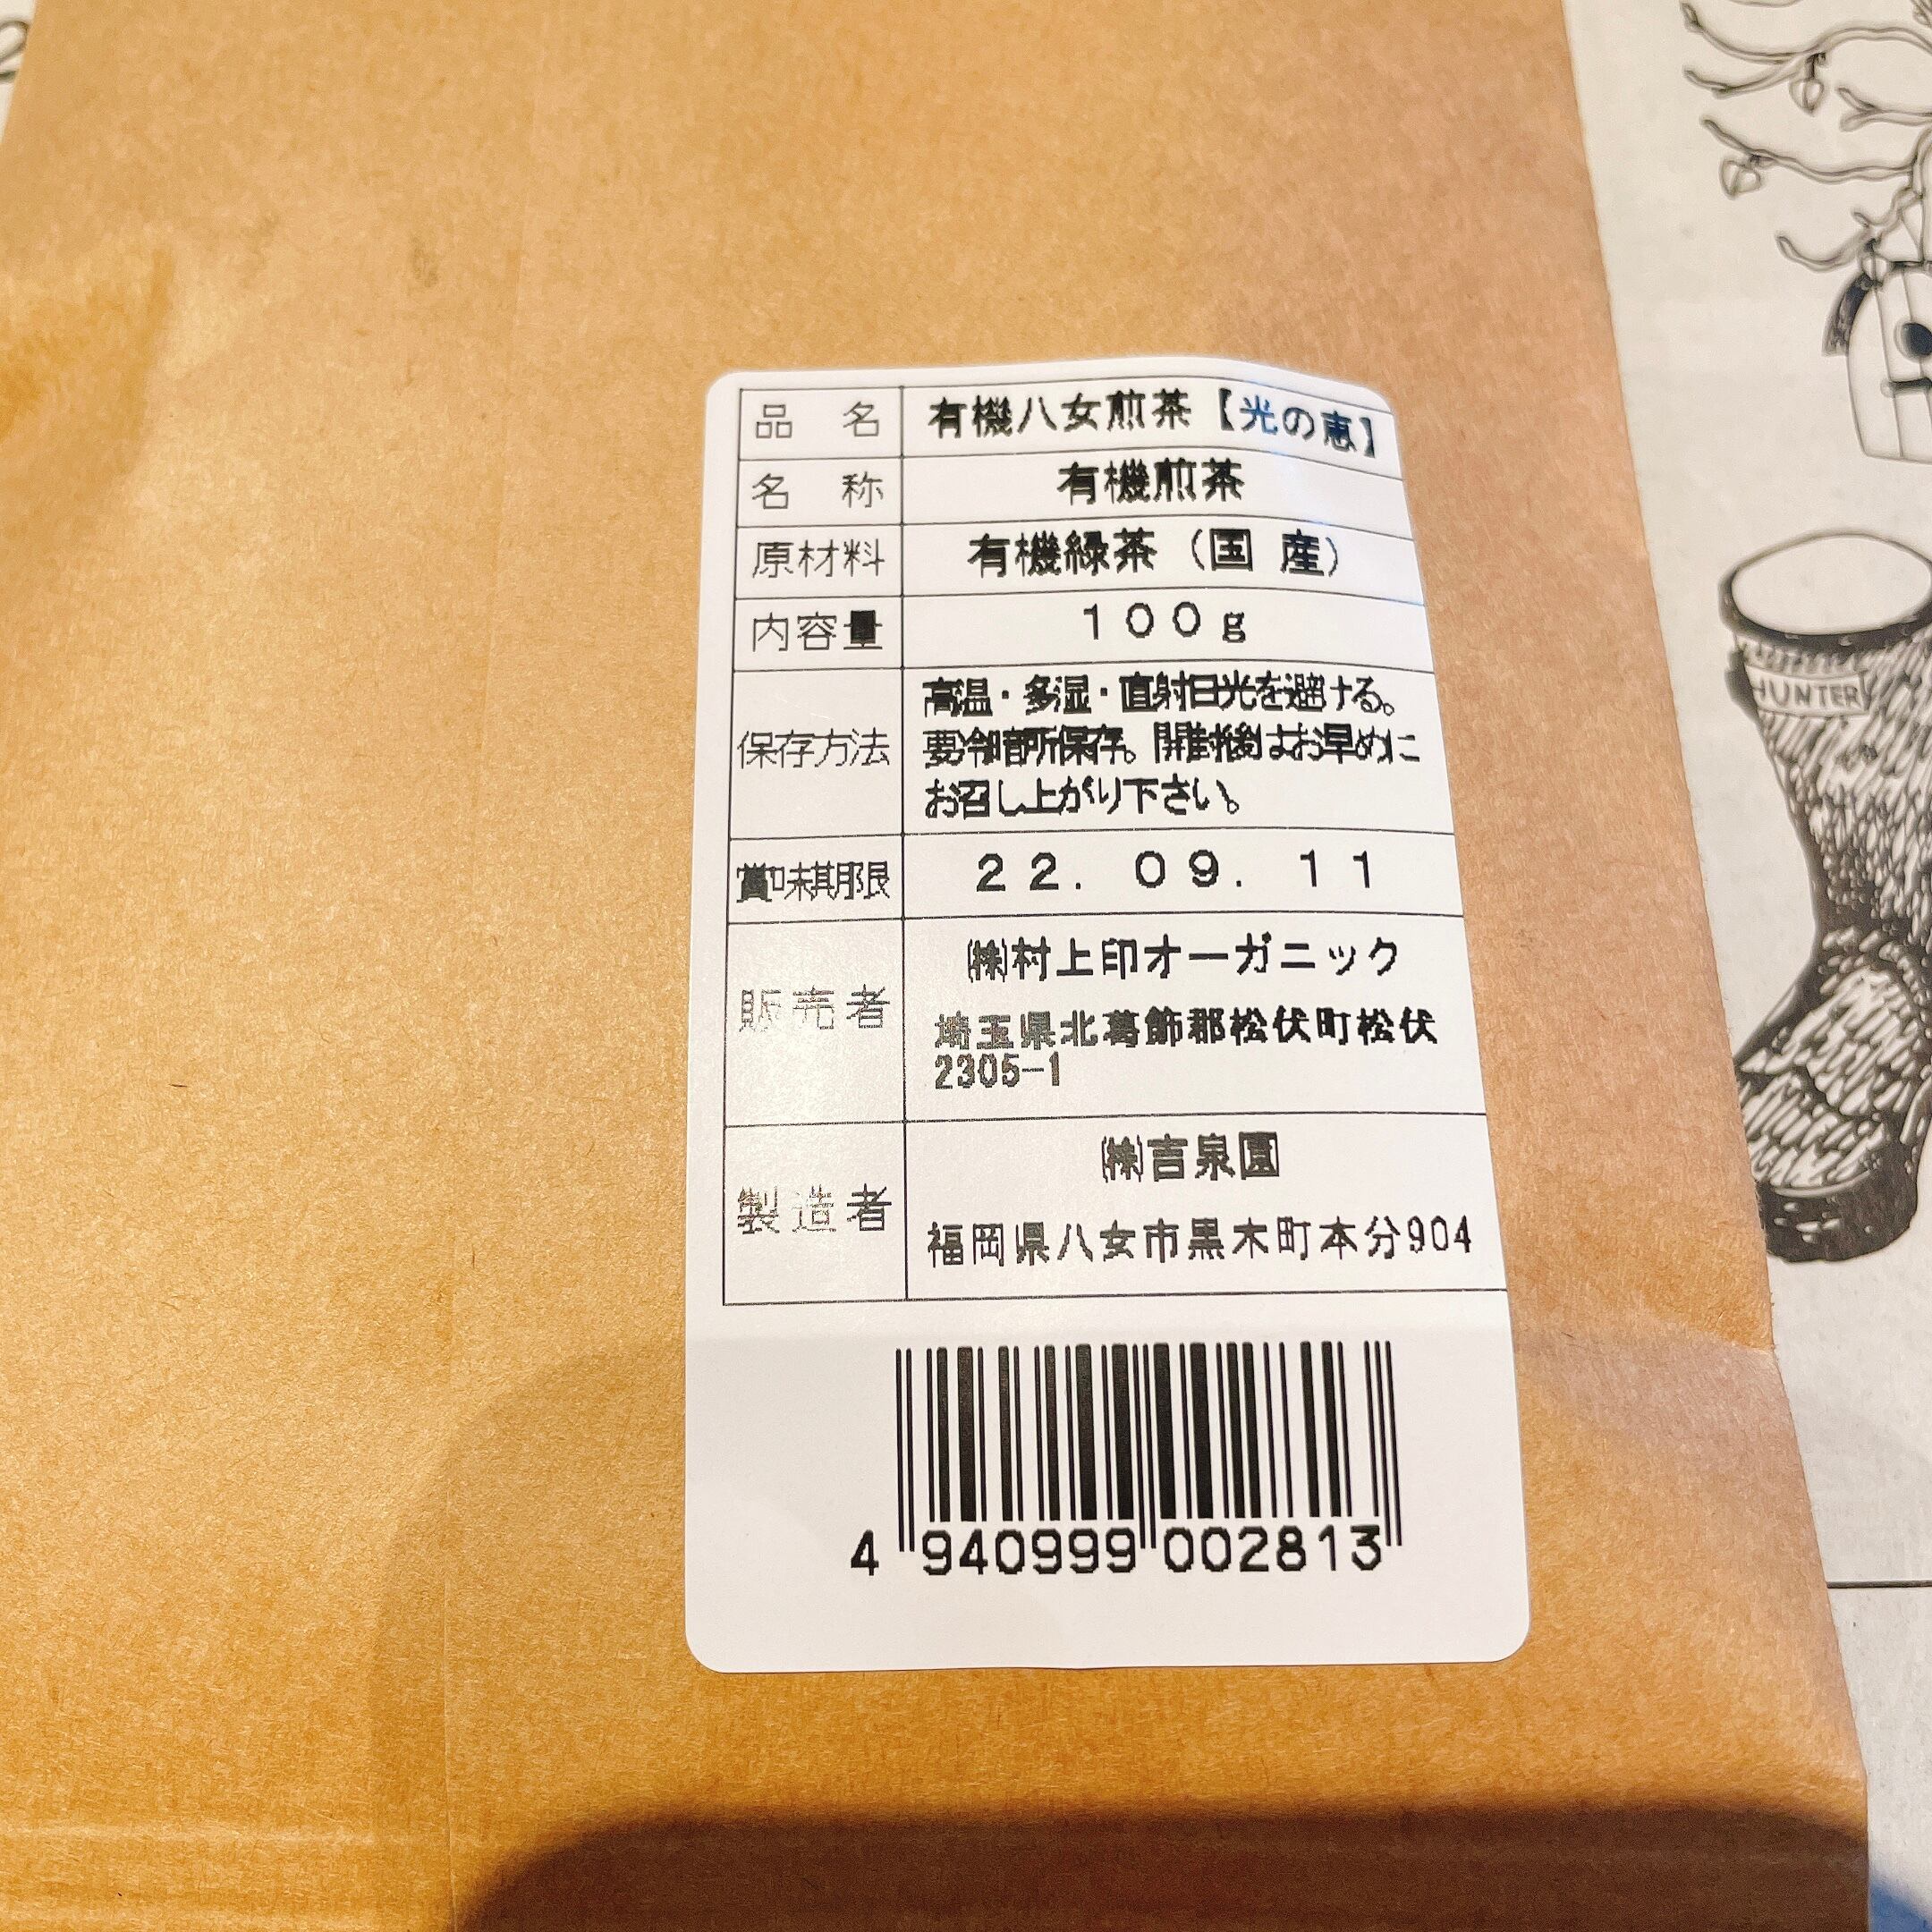 品 名 有機八女煎茶【光の恵】
名 称 有機煎茶
原材料 有機緑茶（国 産）
内容量 100g
保存方法 高温・多湿・直射日光を避ける。
要冷暗所保存。開封後はお早めに
お召し上がり下さい。
賞味期限 22. 09. 11
販売者 ㈱村上印オーガニック
埼玉県北葛飾郡松伏町松伏
2305-1
製造者 ㈱吉泉園
福岡県八女市黒木町本分904
4 940999 002813
HUNTER